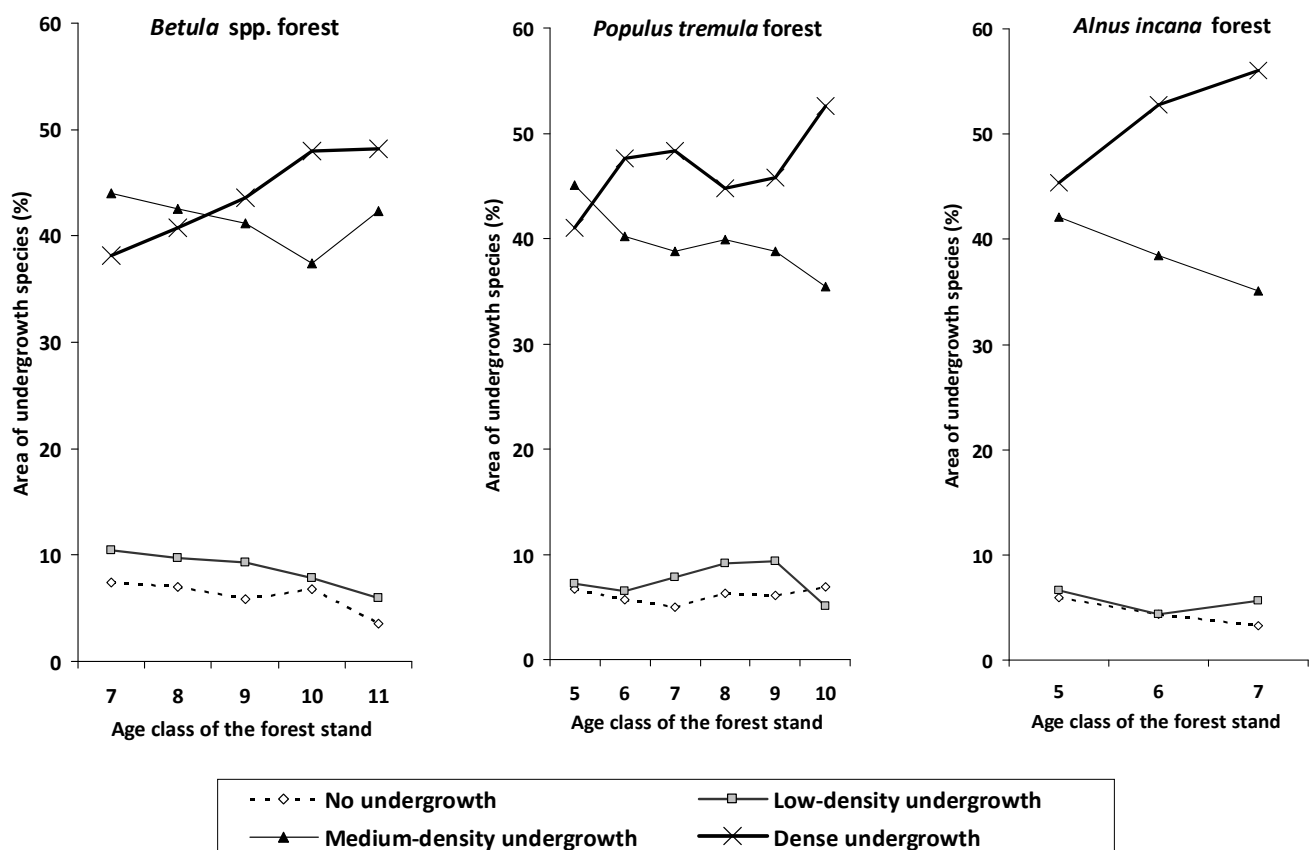 Betula spp. forest
Area of undergrowth species (%)
60
50
40
30
20
10
0
7 8 9 10 11
Age class of the forest stand
Populus tremula forest
Area of undergrowth species (%)
60
50
40
30
20
10
0
5 6 7 8 9 10
Age class of the forest stand
Alnus incana forest
Area of undergrowth species (%)
60
50
40
30
20
10
0
5 6 7
Age class of the forest stand
No undergrowth
Low-density undergrowth
Medium-density undergrowth
Dense undergrowth